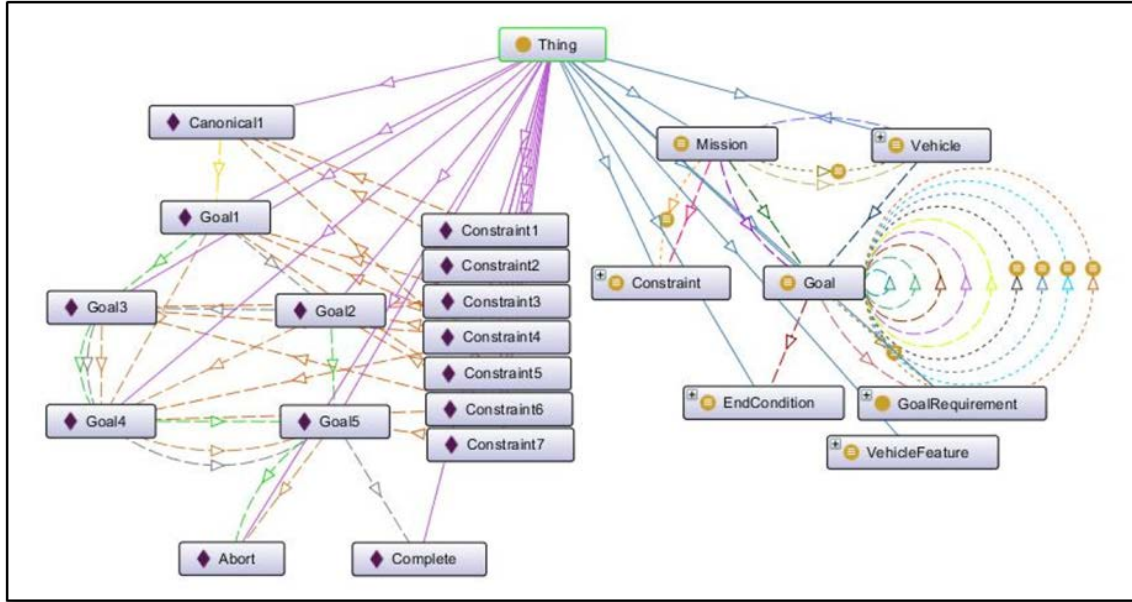 Thing
Canonical1
Mission
Vehicle
Goal1
Constraint1
Constraint2
Constraint
Goal
Goal3
Goal2
Constraint3
Constraint4
Constraint5
EndCondition
GoalRequirement
Goal4
Goal5
Constraint6
Constraint7
VehicleFeature
Abort
Complete